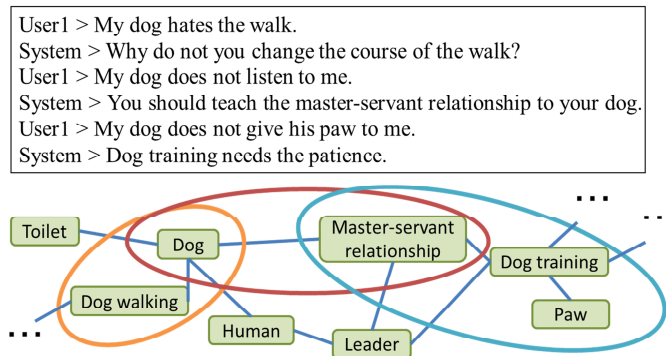 User1 > My dog hates the walk.
System > Why do not you change the course of the walk?
User1 > My dog does not listen to me.
System > You should teach the master-servant relationship to your dog.
User1 > My dog does not give his paw to me.
System > Dog training needs the patience.
...
Toilet
Dog
Master-servant
relationship
Dog training
Dog walking
Paw
...
Human
Leader